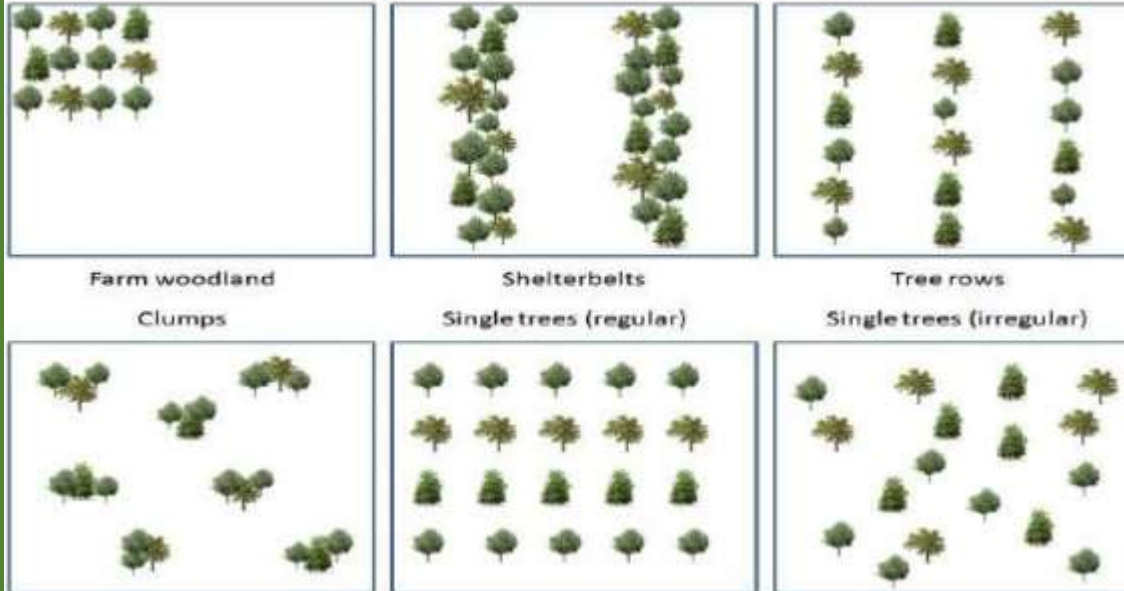 Farm woodland
Shelterbelts
Tree rows
Clumps
Single trees (regular)
Single trees (irregular)